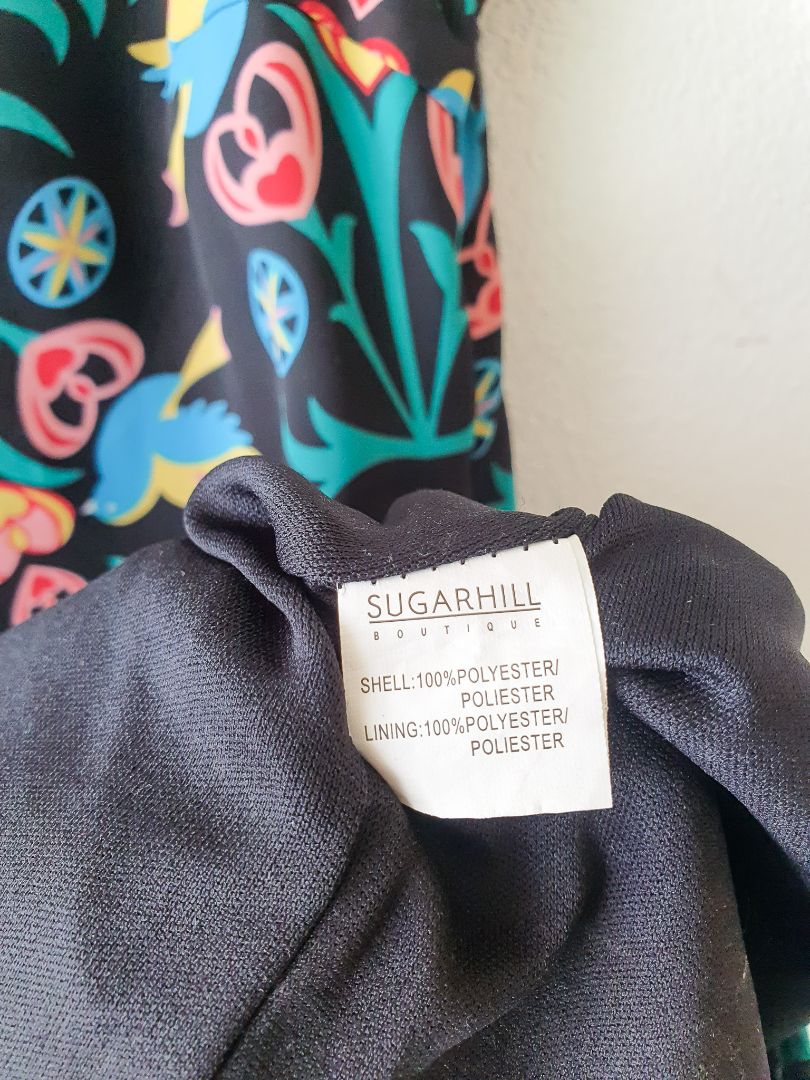 SUGARHILL
BOUTIQUE
SHELL:100%POLYESTER/
POLIESTER
LINING:100%POLYESTER/
POLIESTER